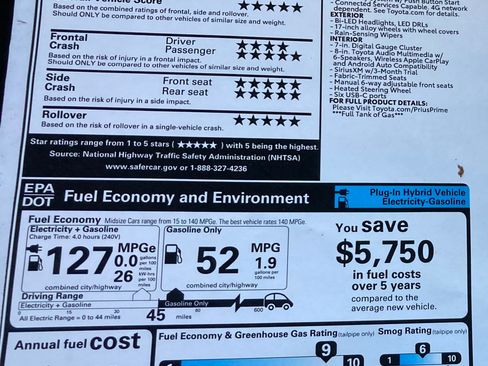 Vehicle Score ★★★★★
Based on the combined ratings of frontal, side and rollover.
Should ONLY be compared to other vehicles of similar size and weight.
Frontal Crash
Driver ★★★★
Passenger ★★★★
Based on the risk of injury in a frontal impact.
Should ONLY be compared to other vehicles of similar size and weight.
Side Crash
Front seat ★★★★★
Rear seat ★★★★★
Based on the risk of injury in a side impact.
Rollover ★★★★★
Based on the risk of rollover in a single-vehicle crash.
Star ratings range from 1 to 5 stars (★★★★★) with 5 being the highest.
Source: National Highway Traffic Safety Administration (NHTSA)
www.safercar.gov or 1-888-327-4236
Push Button Start
Connected Services Capable, 4G network
dependent. See Toyota.com for details.
EXTERIOR
• Bi-LED Headlights, LED DRLs
• 17-inch alloy wheels with wheel covers
• Rain-Sensing Wipers
INTERIOR
• 7-in. Digital Gauge Cluster
• 8-in. Toyota Audio Multimedia w/
6-Speakers, Wireless Apple CarPlay
and Android Auto Compatibility
• SiriusXM w/3-Month Trial
• Fabric-Trimmed Seats
• Manual 6-way adjustable front seats
• Heated Steering Wheel
• Six USB-C ports
FOR FULL PRODUCT DETAILS:
Please Visit Toyota.com/PriusPrime
***Full Tank of Gas***
EPA
DOT
Fuel Economy and Environment
Plug-In Hybrid Vehicle
Electricity-Gasoline
Fuel Economy Midsize Cars range from 15 to 140 MPGe. The best vehicle rates 140 MPGe.
Electricity + Gasoline
Charge Time: 4.0 hours (240V)
127 MPGe
0.0 gallons per 100 miles
26 kW-hrs per 100 miles
combined city/highway
Gasoline Only
52 MPG
1.9 gallons per 100 miles
combined city/highway
You save
$5,750
in fuel costs
over 5 years
compared to the
average new vehicle.
Driving Range
Electricity + Gasoline
Gasoline Only
0 15 30 45 60 600
All Electric Range = 0 to 44 miles
miles
Annual fuel cost
Fuel Economy & Greenhouse Gas Rating (tailpipe only)
Smog Rating (tailpipe only)
9
1 10
6
1 10